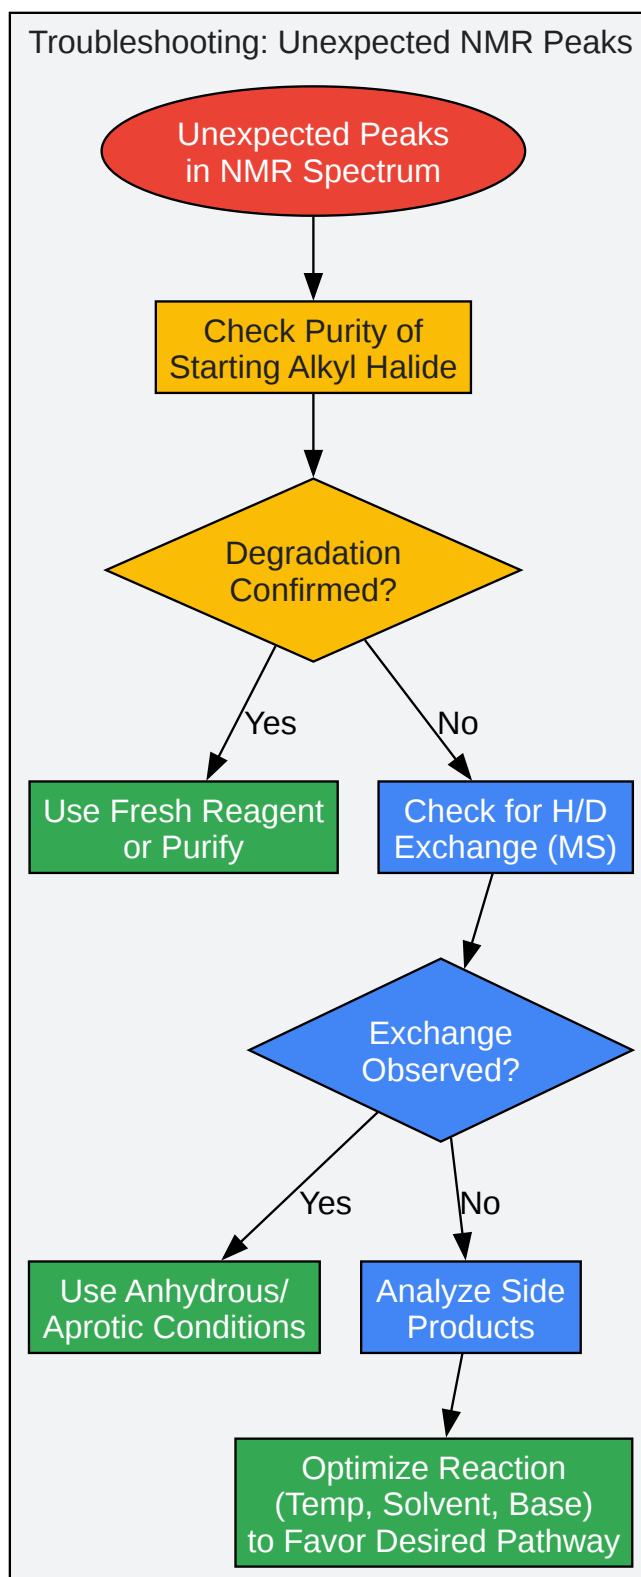 Troubleshooting: Unexpected NMR Peaks
Unexpected Peaks
in NMR Spectrum
Check Purity of
Starting Alkyl Halide
Degradation
Confirmed?
Yes
No
Use Fresh Reagent
or Purify
Check for H/D
Exchange (MS)
Exchange
Observed?
Yes
No
Use Anhydrous/
Aprotic Conditions
Analyze Side
Products
Optimize Reaction
(Temp, Solvent, Base)
to Favor Desired Pathway